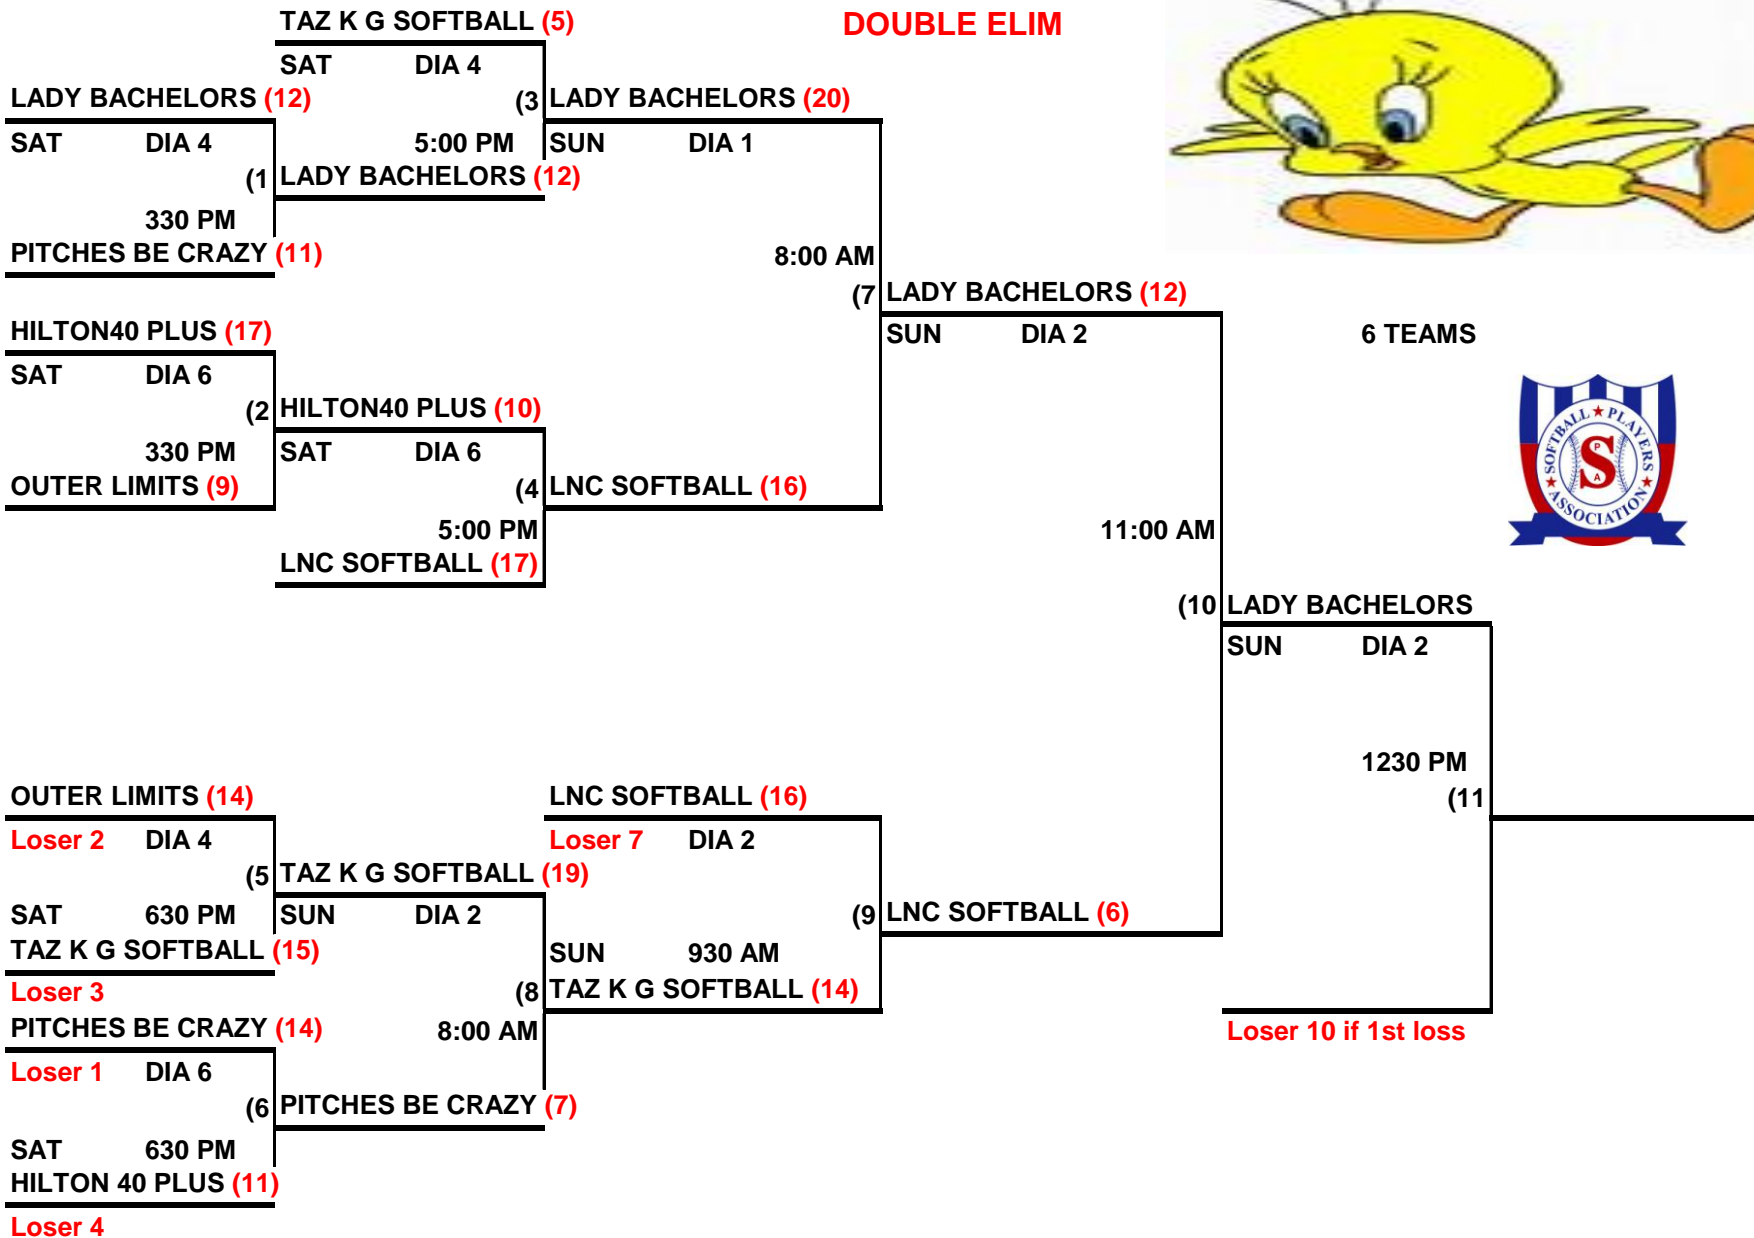 TAZ K G SOFTBALL (5)
DOUBLE ELIM
SAT DIA 4
LADY BACHELORS (12)
(3 LADY BACHELORS (20)
SAT DIA 4
5:00 PM SUN DIA 1
(1 LADY BACHELORS (12)
330 PM
PITCHES BE CRAZY (11)
8:00 AM
(7 LADY BACHELORS (12)
HILTON40 PLUS (17)
SUN DIA 2
6 TEAMS
SAT DIA 6
(2 HILTON40 PLUS (10)
330 PM SAT DIA 6
OUTER LIMITS (9)
(4 LNC SOFTBALL (16)
5:00 PM
11:00 AM
LNC SOFTBALL (17)
SOFTBALL PLAYERS
P
S
A
ASSOCIATION
(10 LADY BACHELORS
SUN DIA 2
1230 PM
(11
OUTER LIMITS (14)
LNC SOFTBALL (16)
Loser 2 DIA 4
Loser 7 DIA 2
(5 TAZ K G SOFTBALL (19)
SAT 630 PM SUN DIA 2
(9 LNC SOFTBALL (6)
TAZ K G SOFTBALL (15)
SUN 930 AM
Loser 3
(8 TAZ K G SOFTBALL (14)
PITCHES BE CRAZY (14)
8:00 AM
Loser 10 if 1st loss
Loser 1 DIA 6
(6 PITCHES BE CRAZY (7)
SAT 630 PM
HILTON 40 PLUS (11)
Loser 4